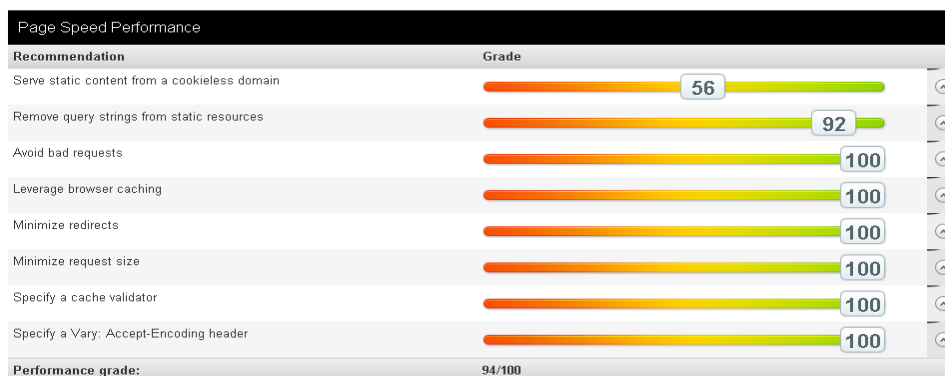 Page Speed Performance
Recommendation Grade
Serve static content from a cookieless domain 56
Remove query strings from static resources 92
Avoid bad requests 100
Leverage browser caching 100
Minimize redirects 100
Minimize request size 100
Specify a cache validator 100
Specify a Vary: Accept-Encoding header 100
Performance grade: 94/100